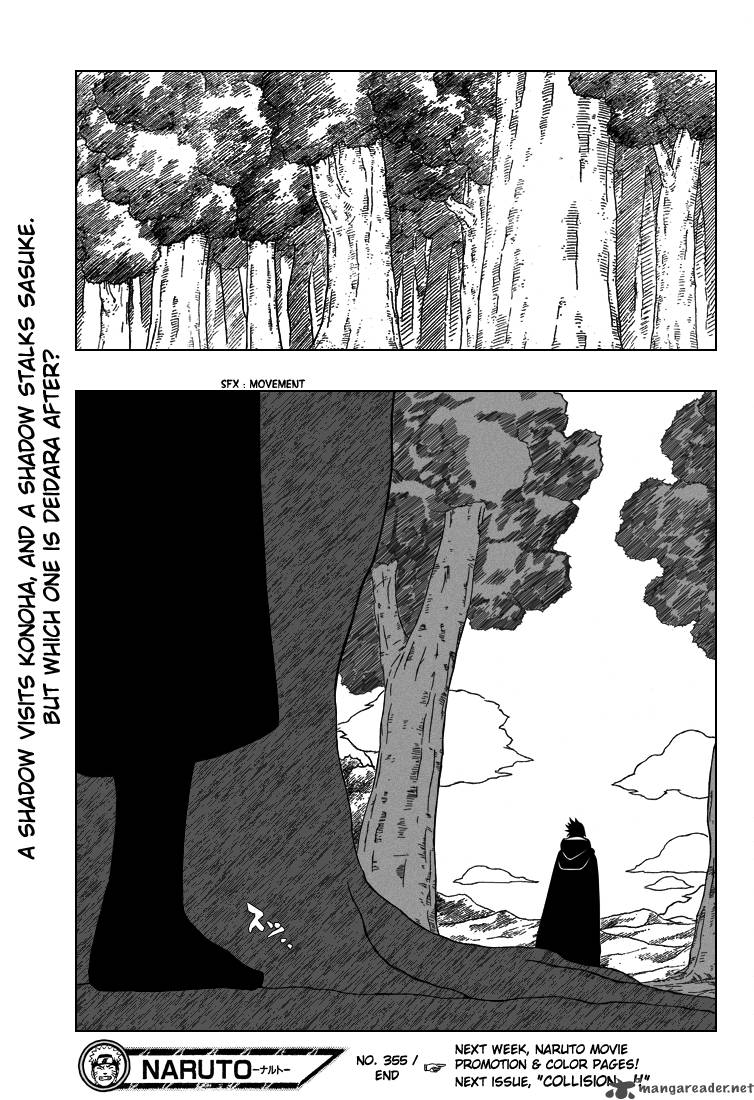 A SHADOW VISITS KONOHA, AND A SHADOW STALKS SASUKE.
BUT WHICH ONE IS DEIDARA AFTER?
SFX : MOVEMENT
スッ..
NARUTO -ナルト-
NO. 355 /
END
NEXT WEEK, NARUTO MOVIE
PROMOTION & COLOR PAGES!
NEXT ISSUE, "COLLISION...!!"
mangareader.net